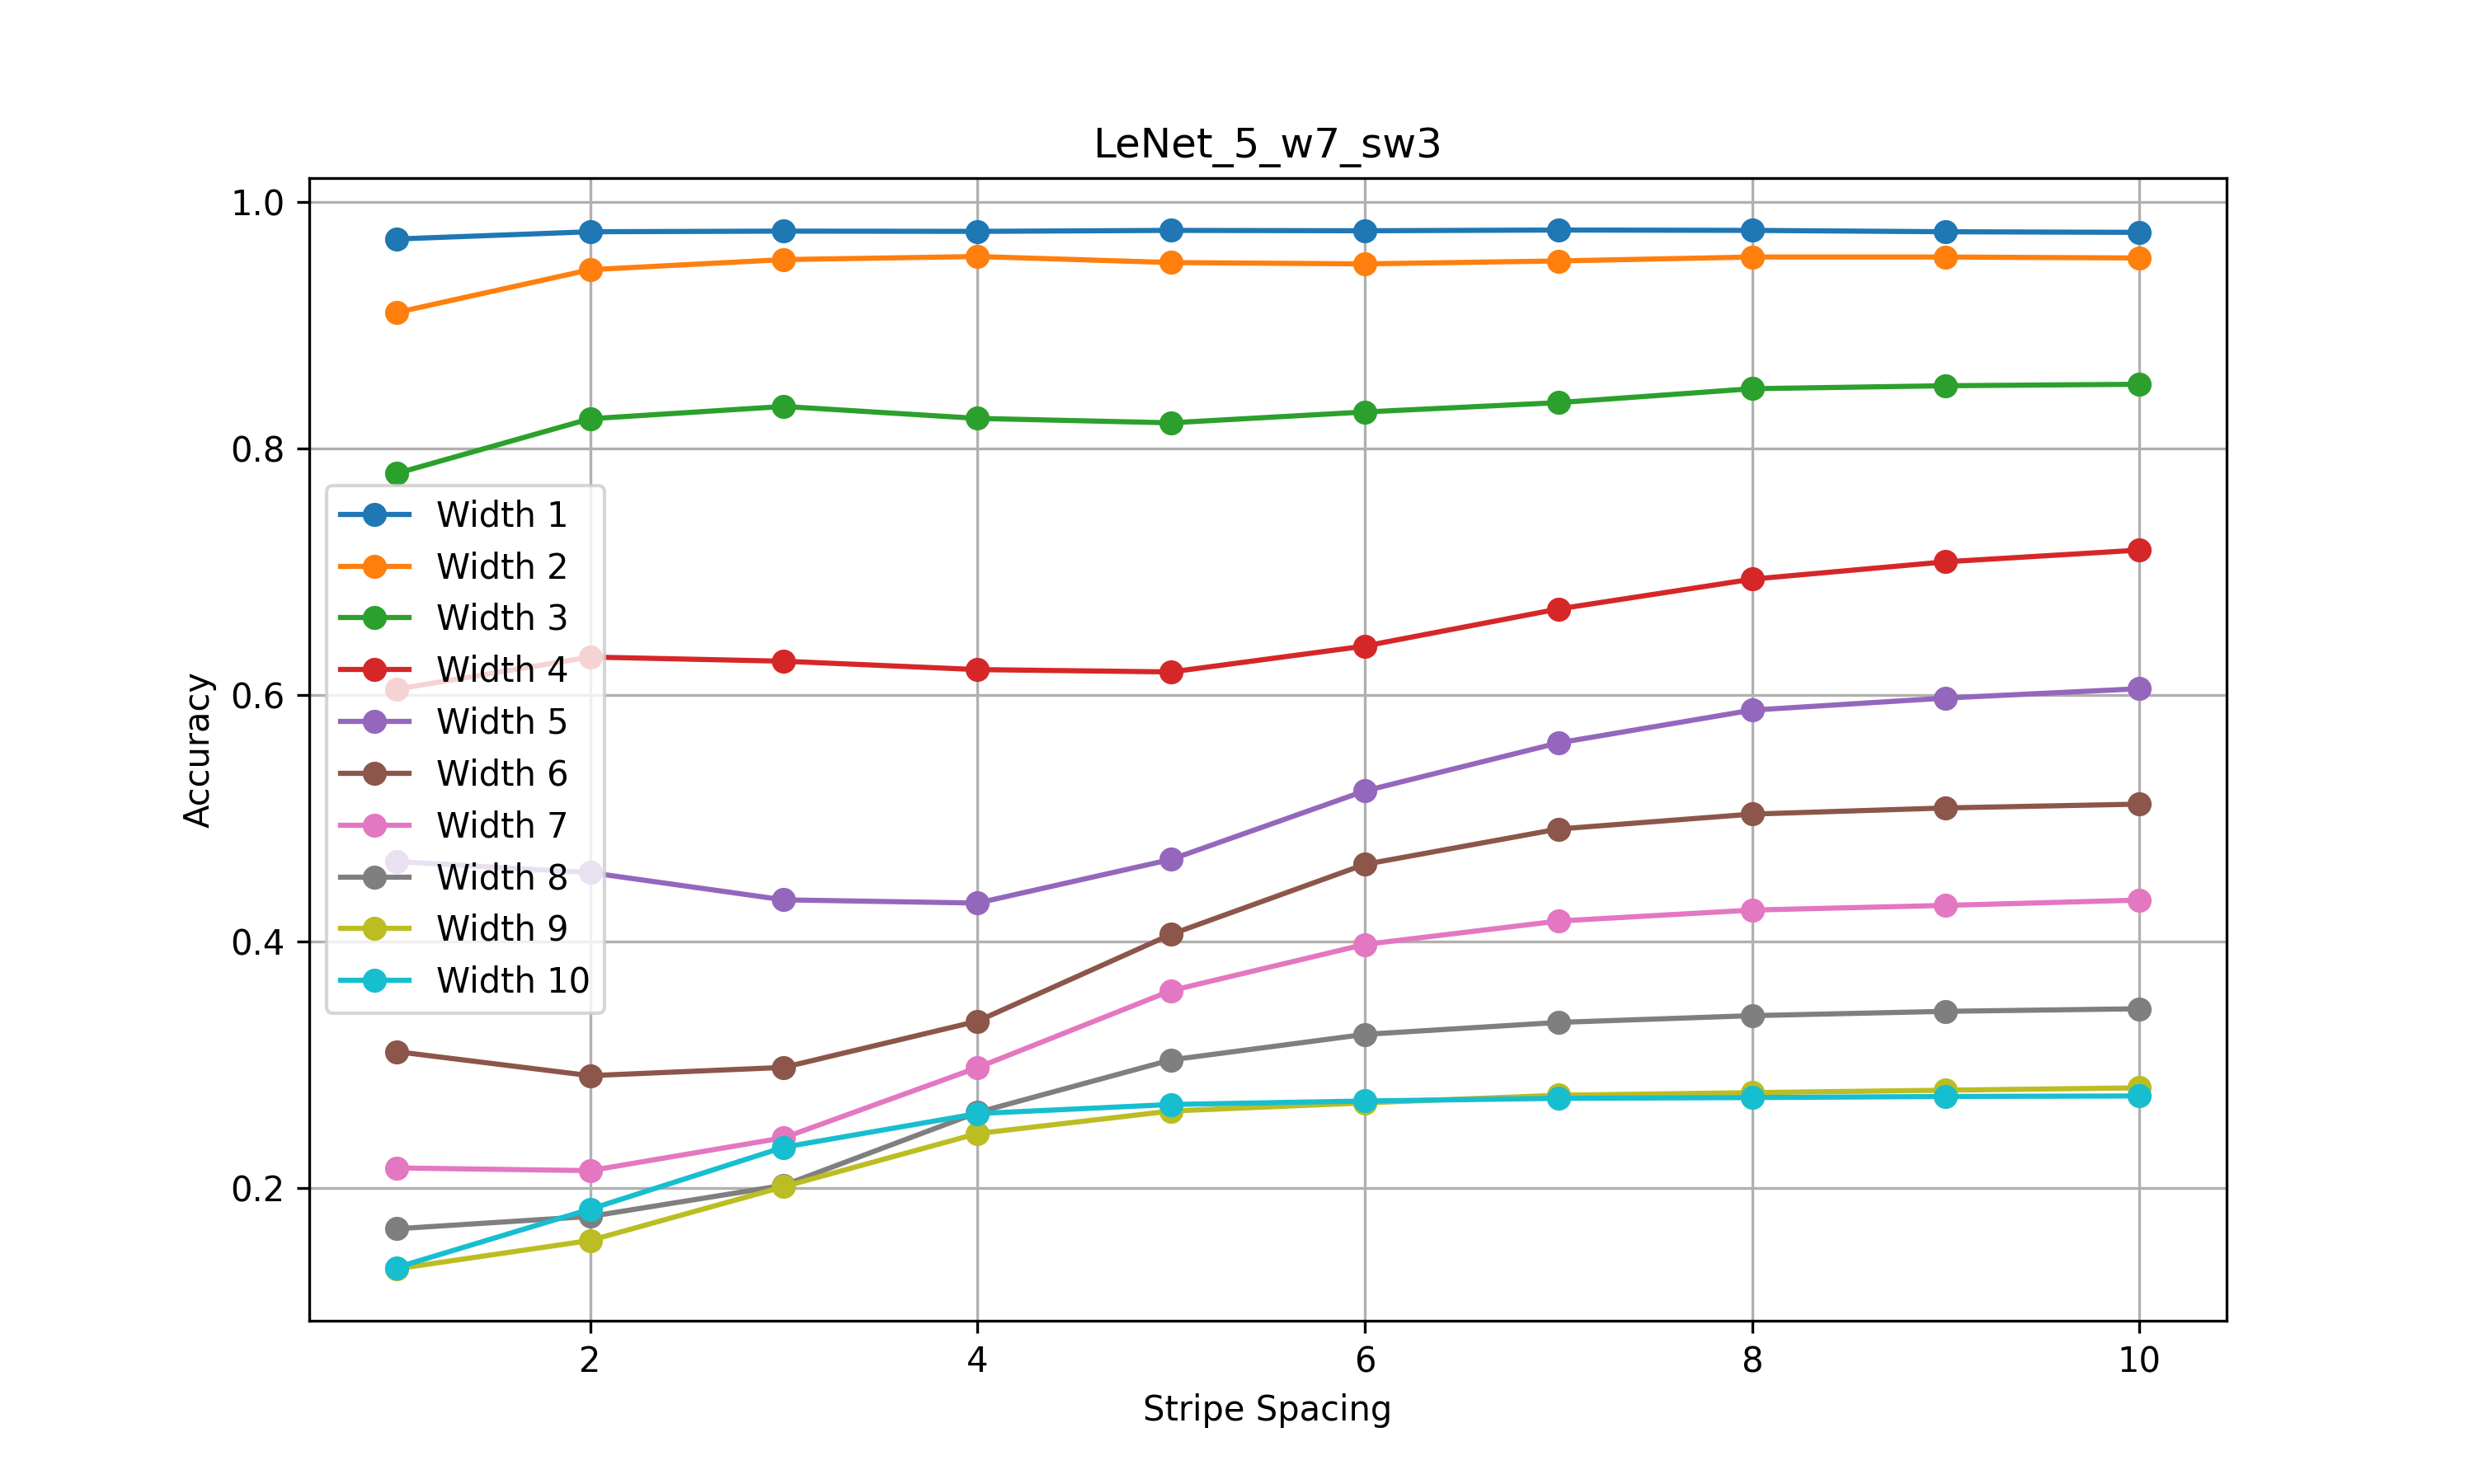 LeNet_5_w7_sw3
1.0
0.8
0.6
0.4
0.2
Accuracy
Width 1
Width 2
Width 3
Width 4
Width 5
Width 6
Width 7
Width 8
Width 9
Width 10
2 4 6 8 10
Stripe Spacing